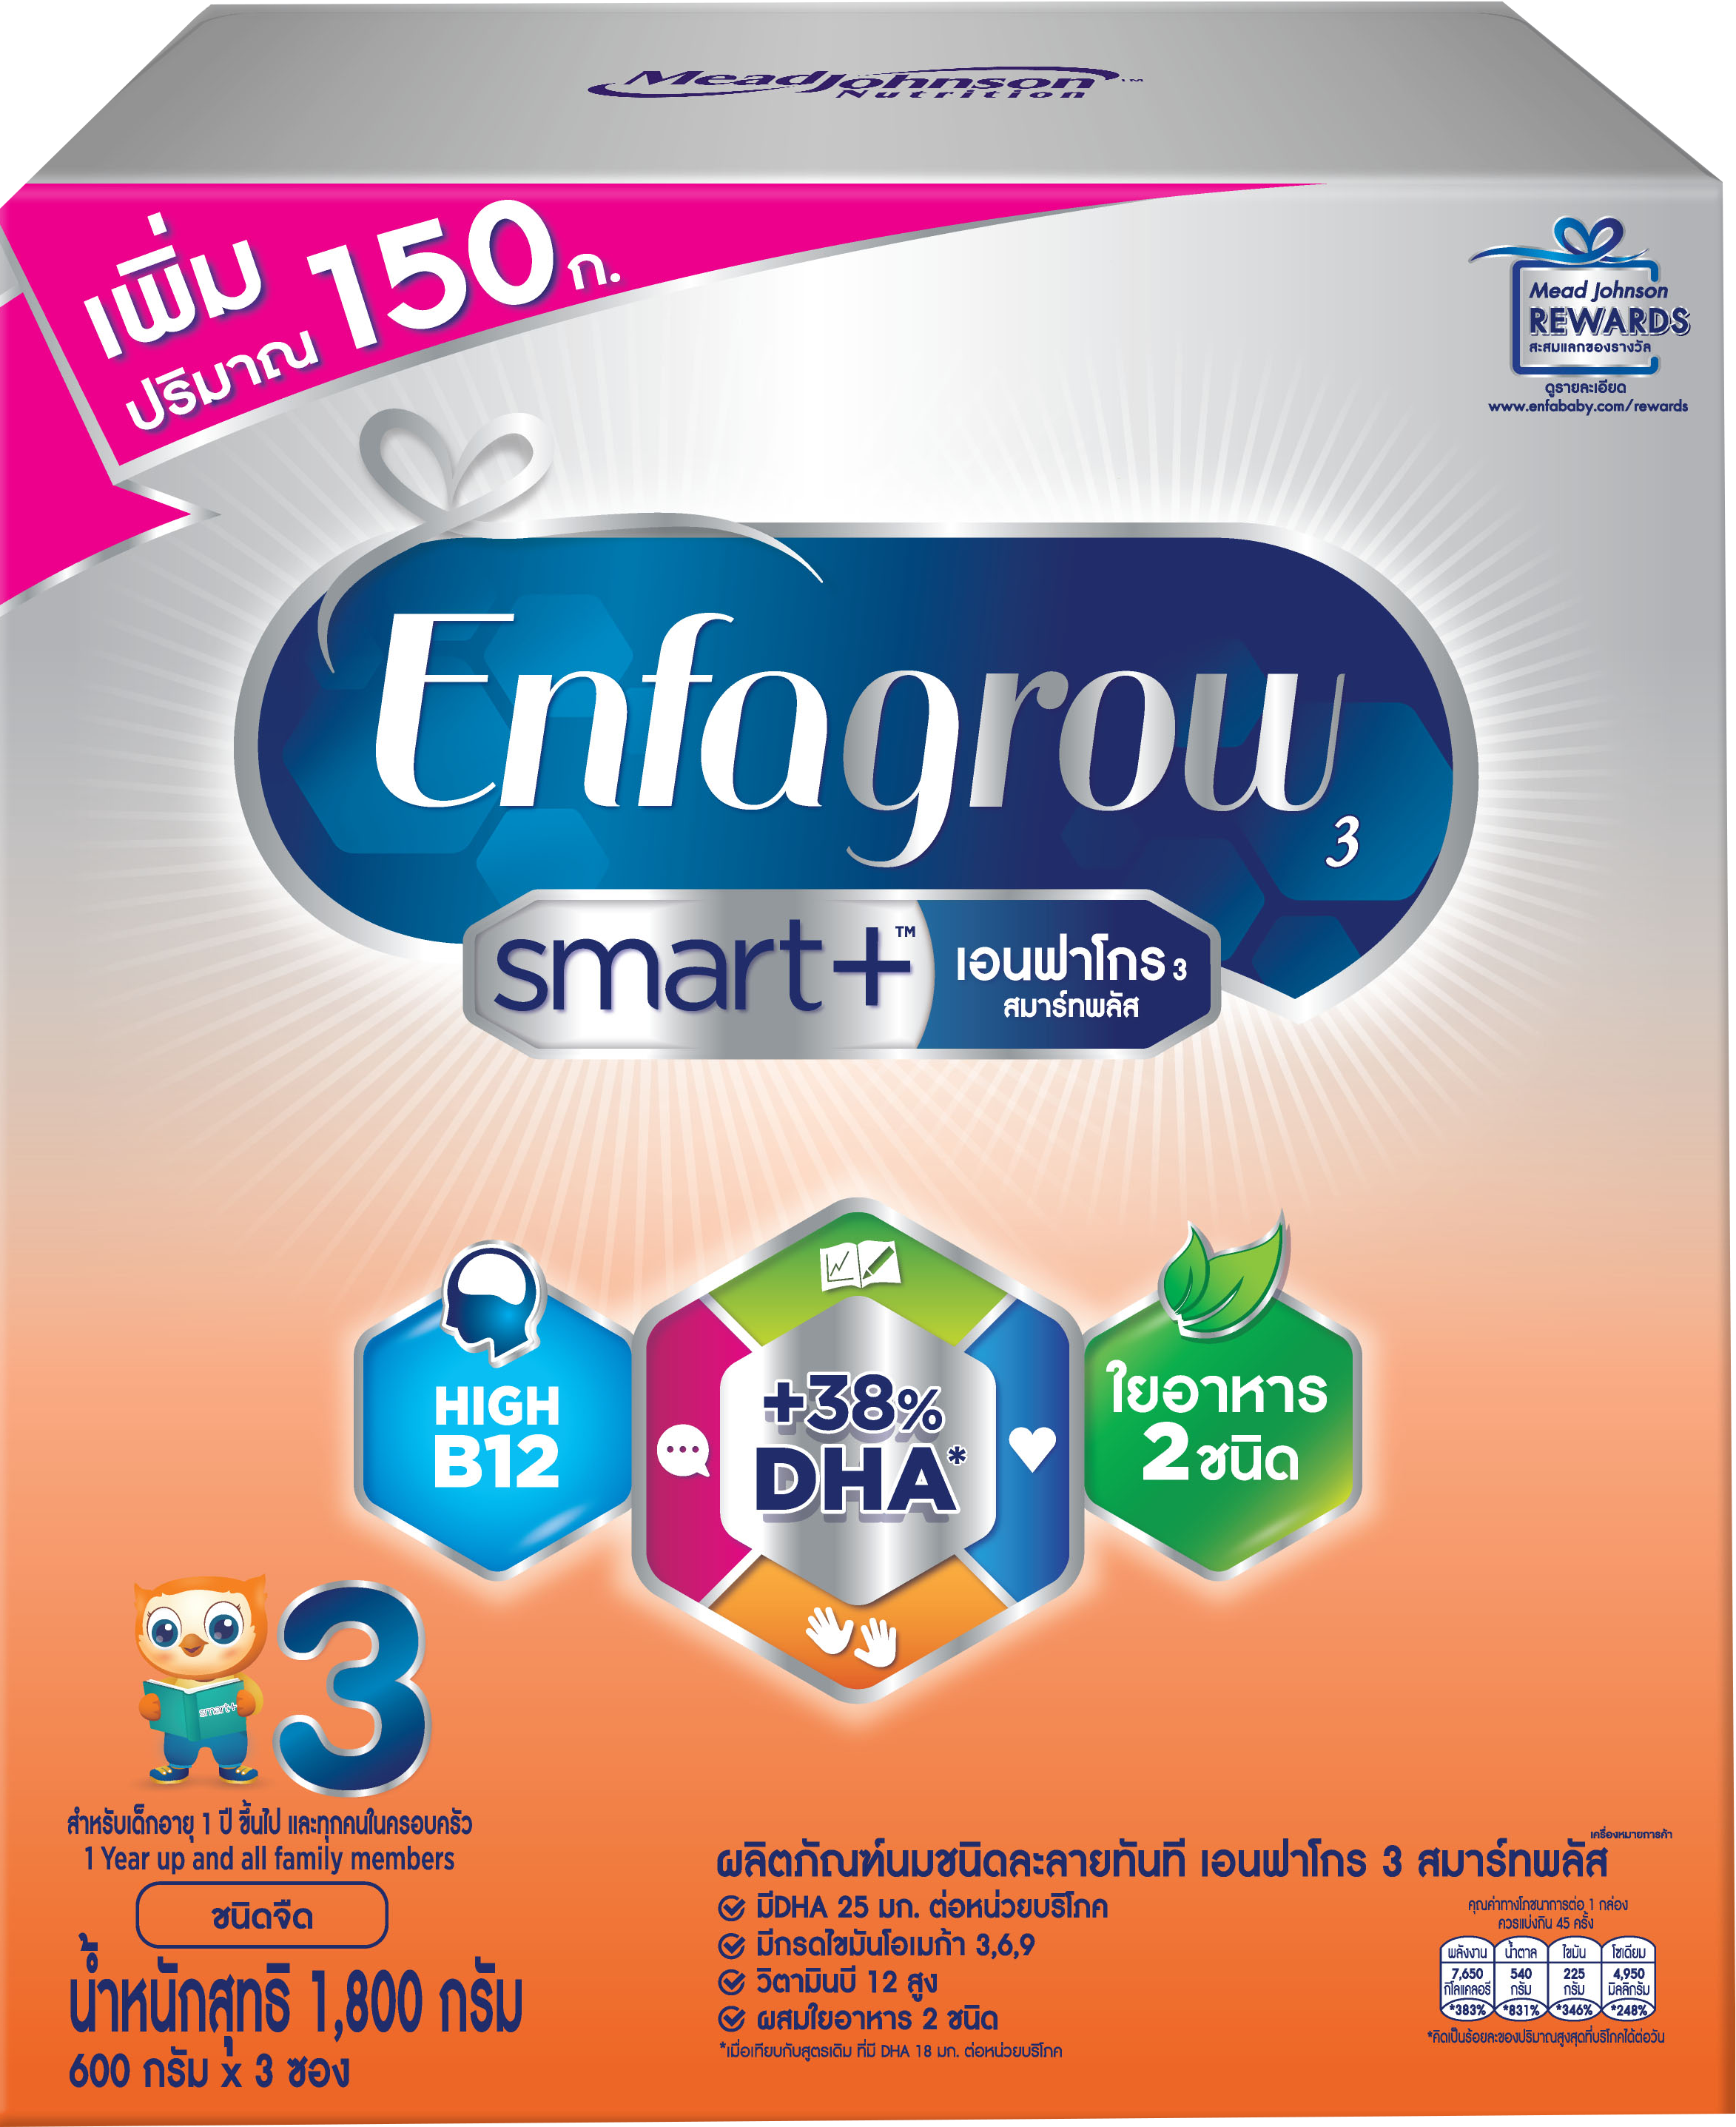 MeadJohnson™
Nutrition
เพิ่ม
ปริมาณ 150 ก.
Mead Johnson
REWARDS
สะสมแลกของรางวัล
ดูรายละเอียด
www.enfababy.com/rewards
Enfagrow
3
smart+™
เอนฟาโกร 3
สมาร์ทพลัส
HIGH
B12
+38%
DHA*
ใยอาหาร
2 ชนิด
smart+
3
สำหรับเด็กอายุ 1 ปี ขึ้นไป และทุกคนในครอบครัว
1 Year up and all family members
ชนิดจืด
น้ำหนักสุทธิ 1,800 กรัม
600 กรัม x 3 ซอง
ผลิตภัณฑ์นมชนิดละลายทันที เอนฟาโกร 3 สมาร์ทพลัส เครื่องหมายการค้า
มีDHA 25 มก. ต่อหน่วยบริโภค
มีกรดไขมันโอเมก้า 3,6,9
วิตามินบี 12 สูง
ผสมใยอาหาร 2 ชนิด
*เมื่อเทียบกับสูตรเดิม ที่มี DHA 18 มก. ต่อหน่วยบริโภค
คุณค่าทางโภชนาการต่อ 1 กล่อง
ควรแบ่งกิน 45 ครั้ง
พลังงาน น้ำตาล ไขมัน โซเดียม
7,650 540 225 4,950
กิโลแคลอรี กรัม กรัม มิลลิกรัม
*383% *831% *346% *248%
*คิดเป็นร้อยละของปริมาณสูงสุดที่บริโภคได้ต่อวัน